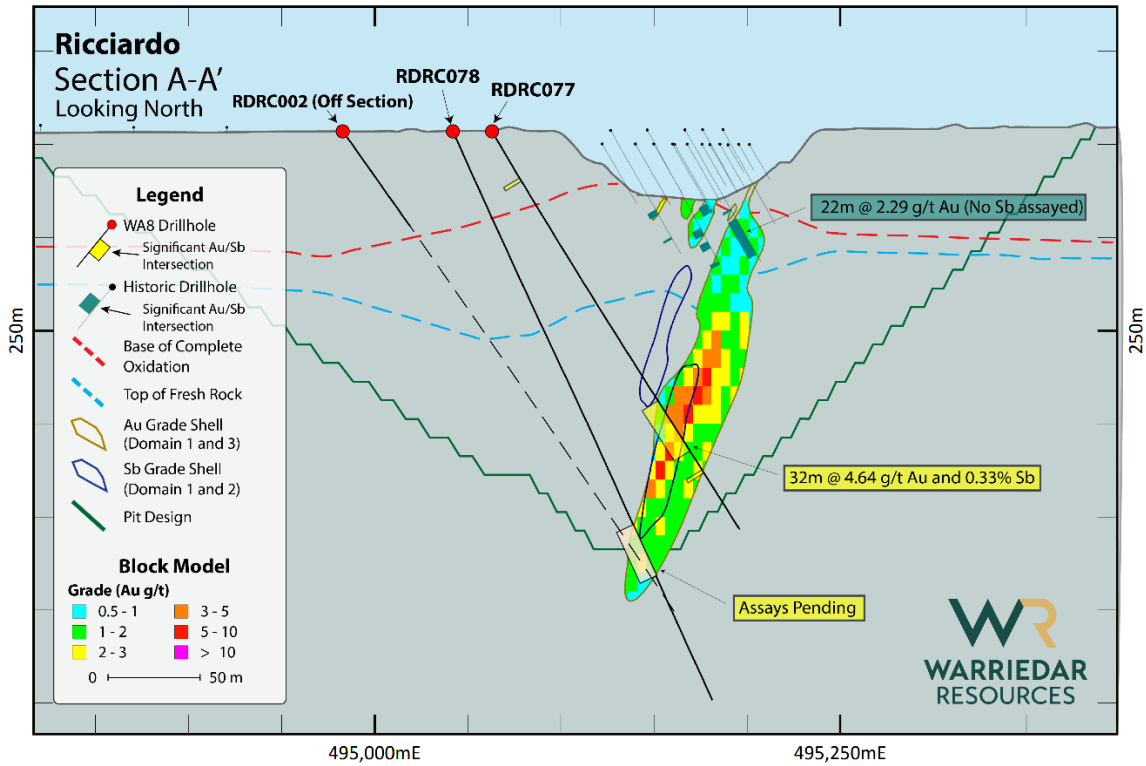 Ricciardo
Section A-A'
Looking North
RDRC002 (Off Section)
RDRC078
RDRC077
Legend
WA8 Drillhole
Significant Au/Sb
Intersection
Historic Drillhole
Significant Au/Sb
Intersection
Base of Complete
Oxidation
Top of Fresh Rock
Au Grade Shell
(Domain 1 and 3)
Sb Grade Shell
(Domain 1 and 2)
Pit Design
Block Model
Grade (Au g/t)
0.5 - 1
3 - 5
1 - 2
5 - 10
2 - 3
> 10
0
50 m
22m @ 2.29 g/t Au (No Sb assayed)
32m @ 4.64 g/t Au and 0.33% Sb
Assays Pending
250m
250m
WR
WARRIEDAR
RESOURCES
495,000mE
495,250mE